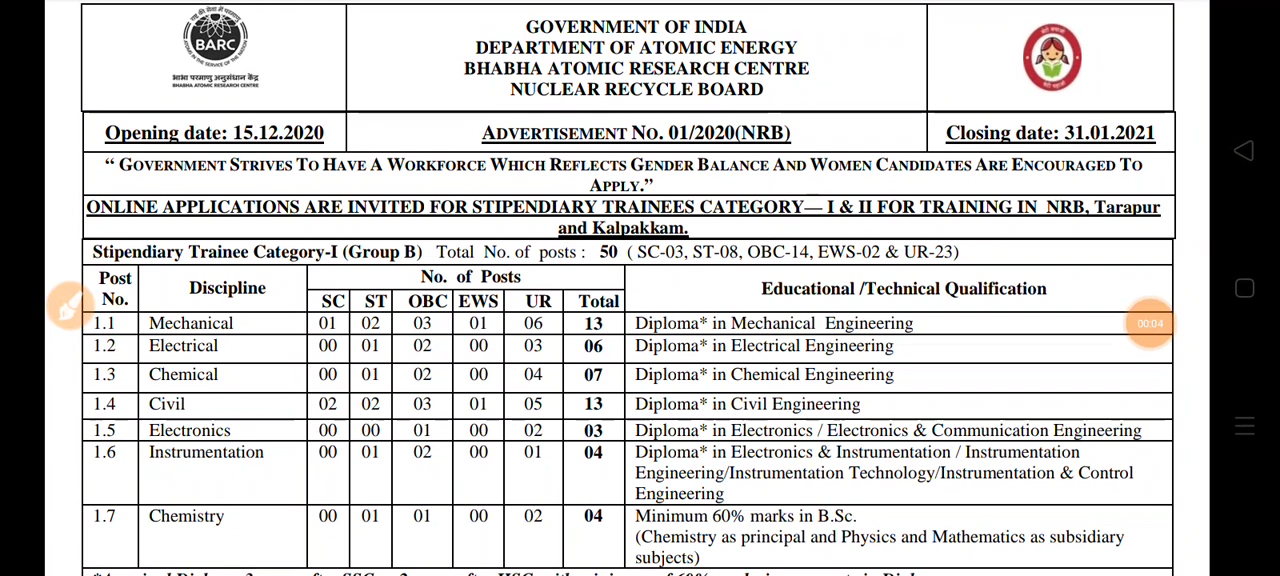 BARC
भाभा परमाणु अनुसंधान केंद्र
BHABHA ATOMIC RESEARCH CENTRE
GOVERNMENT OF INDIA
DEPARTMENT OF ATOMIC ENERGY
BHABHA ATOMIC RESEARCH CENTRE
NUCLEAR RECYCLE BOARD
Opening date: 15.12.2020 ADVERTISEMENT NO. 01/2020(NRB) Closing date: 31.01.2021
“ GOVERNMENT STRIVES TO HAVE A WORKFORCE WHICH REFLECTS GENDER BALANCE AND WOMEN CANDIDATES ARE ENCOURAGED TO
APPLY.”
ONLINE APPLICATIONS ARE INVITED FOR STIPENDIARY TRAINEES CATEGORY— I & II FOR TRAINING IN NRB, Tarapur
and Kalpakkam.
Stipendiary Trainee Category-I (Group B) Total No. of posts : 50 ( SC-03, ST-08, OBC-14, EWS-02 & UR-23)
Post No. Discipline No. of Posts Educational /Technical Qualification
SC ST OBC EWS UR Total
1.1 Mechanical 01 02 03 01 06 13 Diploma* in Mechanical Engineering
1.2 Electrical 00 01 02 00 03 06 Diploma* in Electrical Engineering
1.3 Chemical 00 01 02 00 04 07 Diploma* in Chemical Engineering
1.4 Civil 02 02 03 01 05 13 Diploma* in Civil Engineering
1.5 Electronics 00 00 01 00 02 03 Diploma* in Electronics / Electronics & Communication Engineering
1.6 Instrumentation 00 01 02 00 01 04 Diploma* in Electronics & Instrumentation / Instrumentation
Engineering/Instrumentation Technology/Instrumentation & Control
Engineering
1.7 Chemistry 00 01 01 00 02 04 Minimum 60% marks in B.Sc.
(Chemistry as principal and Physics and Mathematics as subsidiary
subjects)
00:04